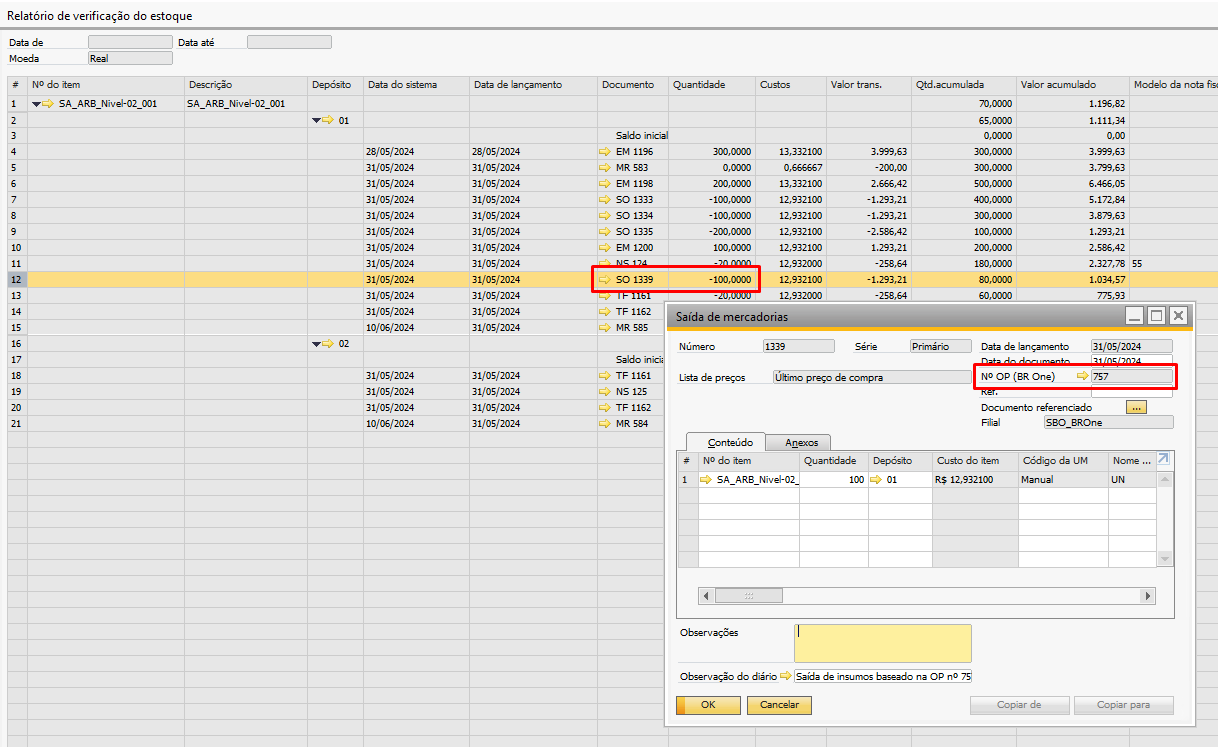 Relatório de verificação do estoque
Data de Data até
Moeda Real
# Nº do item Descrição Depósito Data do sistema Data de lançamento Documento Quantidade Custos Valor trans. Qtd.acumulada Valor acumulado Modelo da nota fisc
1 SA_ARB_Nivel-02_001 SA_ARB_Nivel-02_001 70,0000 1.196,82
2 01 65,0000 1.111,34
3 Saldo inicial 0,0000 0,00
4 28/05/2024 28/05/2024 EM 1196 300,0000 13,332100 3.999,63 300,0000 3.999,63
5 31/05/2024 31/05/2024 MR 583 0,0000 0,666667 -200,00 300,0000 3.799,63
6 31/05/2024 31/05/2024 EM 1198 200,0000 13,332100 2.666,42 500,0000 6.466,05
7 31/05/2024 31/05/2024 SO 1333 -100,0000 12,932100 -1.293,21 400,0000 5.172,84
8 31/05/2024 31/05/2024 SO 1334 -100,0000 12,932100 -1.293,21 300,0000 3.879,63
9 31/05/2024 31/05/2024 SO 1335 -200,0000 12,932100 -2.586,42 100,0000 1.293,21
10 31/05/2024 31/05/2024 EM 1200 100,0000 12,932100 1.293,21 200,0000 2.586,42
11 31/05/2024 31/05/2024 NS 124 -20,0000 12,932000 -258,64 180,0000 2.327,78 55
12 31/05/2024 31/05/2024 SO 1339 -100,0000 12,932100 -1.293,21 80,0000 1.034,57
13 31/05/2024 31/05/2024 TF 1161 -20,0000 12,932000 -258,64 60,0000 775,93
14 31/05/2024 31/05/2024 TF 1162
15 10/06/2024 31/05/2024 MR 585
16 02
17 Saldo inicia
18 31/05/2024 31/05/2024 TF 1161
19 31/05/2024 31/05/2024 NS 125
20 31/05/2024 31/05/2024 TF 1162
21 10/06/2024 31/05/2024 MR 584
Saída de mercadorias
Número 1339 Série Primário Data de lançamento 31/05/2024
Data do documento 31/05/2024
Lista de preços Último preço de compra Nº OP (BR One) 757
Ref.
Documento referenciado ...
Filial SBO_BROne
Conteúdo Anexos
# Nº do item Quantidade Depósito Custo do item Código da UM Nome ...
1 SA_ARB_Nivel-02_ 100 01 R$ 12,932100 Manual UN
Observações
Observação do diário Saída de insumos baseado na OP nº 75
OK Cancelar Copiar de Copiar para